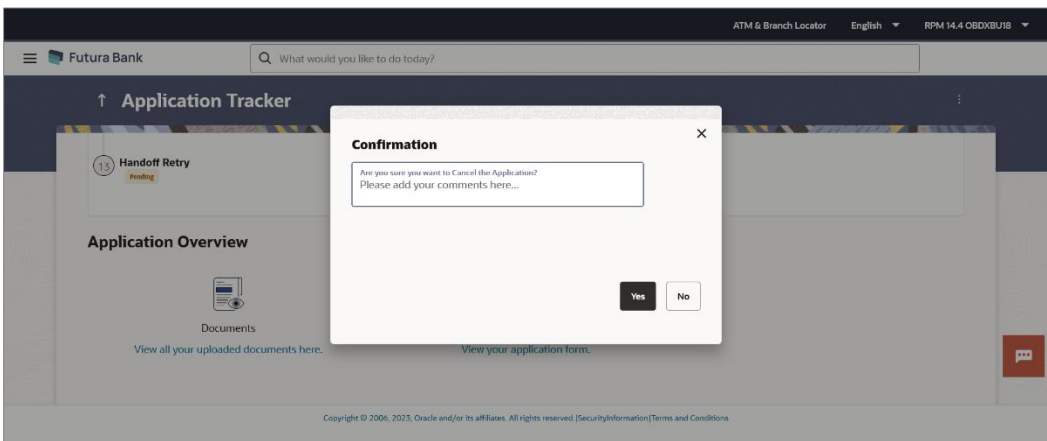 ATM & Branch Locator English RPM 14.4 OBDXBU18
Futura Bank What would you like to do today?
Application Tracker
Confirmation
Are you sure you want to Cancel the Application?
Please add your comments here...
13 Handoff Retry
Pending
Application Overview
Yes No
Documents
View all your uploaded documents here. View your application form.
Copyright © 2006, 2023, Oracle and/or its affiliates. All rights reserved.|SecurityInformation|Terms and Conditions